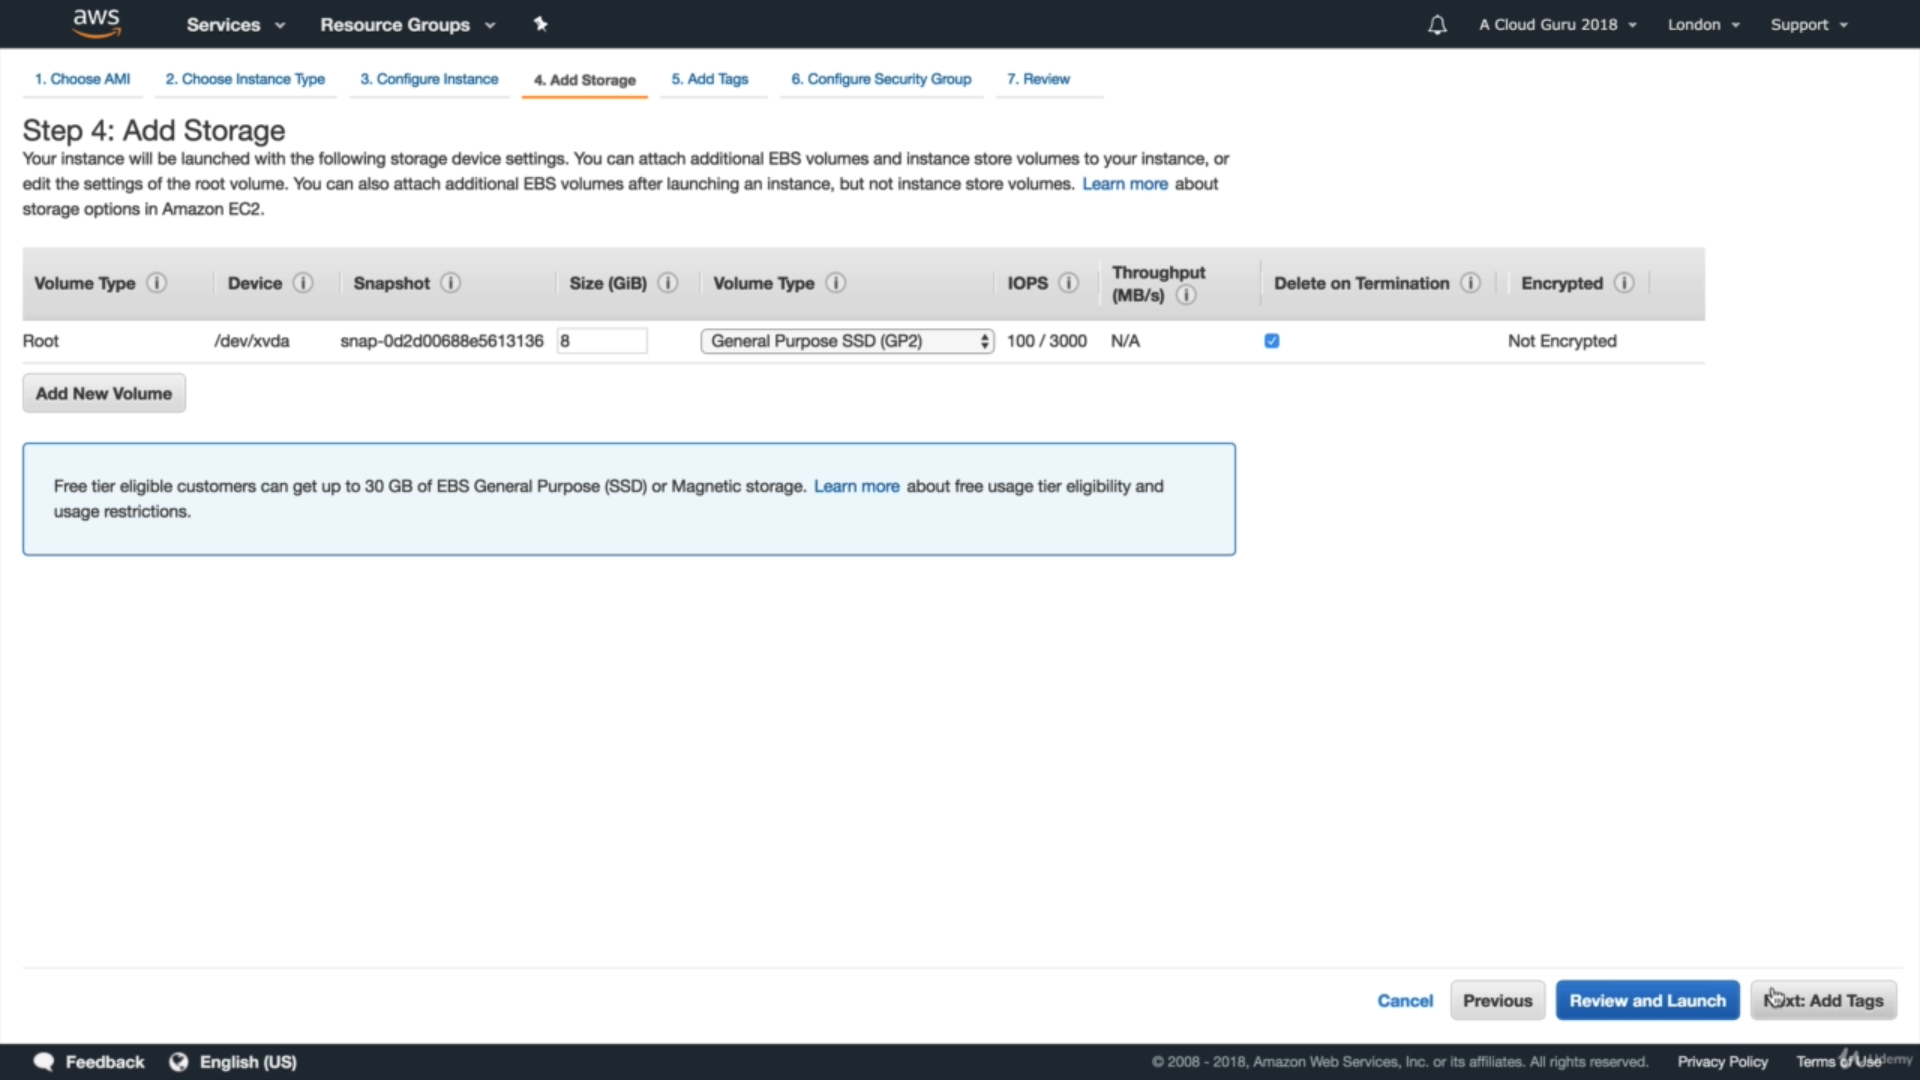 aws Services Resource Groups A Cloud Guru 2018 London Support
1. Choose AMI 2. Choose Instance Type 3. Configure Instance 4. Add Storage 5. Add Tags 6. Configure Security Group 7. Review
Step 4: Add Storage
Your instance will be launched with the following storage device settings. You can attach additional EBS volumes and instance store volumes to your instance, or
edit the settings of the root volume. You can also attach additional EBS volumes after launching an instance, but not instance store volumes. Learn more about
storage options in Amazon EC2.
Volume Type Device Snapshot Size (GiB) Volume Type IOPS Throughput (MB/s) Delete on Termination Encrypted
Root /dev/xvda snap-0d2d00688e5613136 8 General Purpose SSD (GP2) 100 / 3000 N/A Not Encrypted
Add New Volume
Free tier eligible customers can get up to 30 GB of EBS General Purpose (SSD) or Magnetic storage. Learn more about free usage tier eligibility and
usage restrictions.
Cancel Previous Review and Launch Next: Add Tags
Feedback English (US) © 2008 - 2018, Amazon Web Services, Inc. or its affiliates. All rights reserved. Privacy Policy Terms of Use